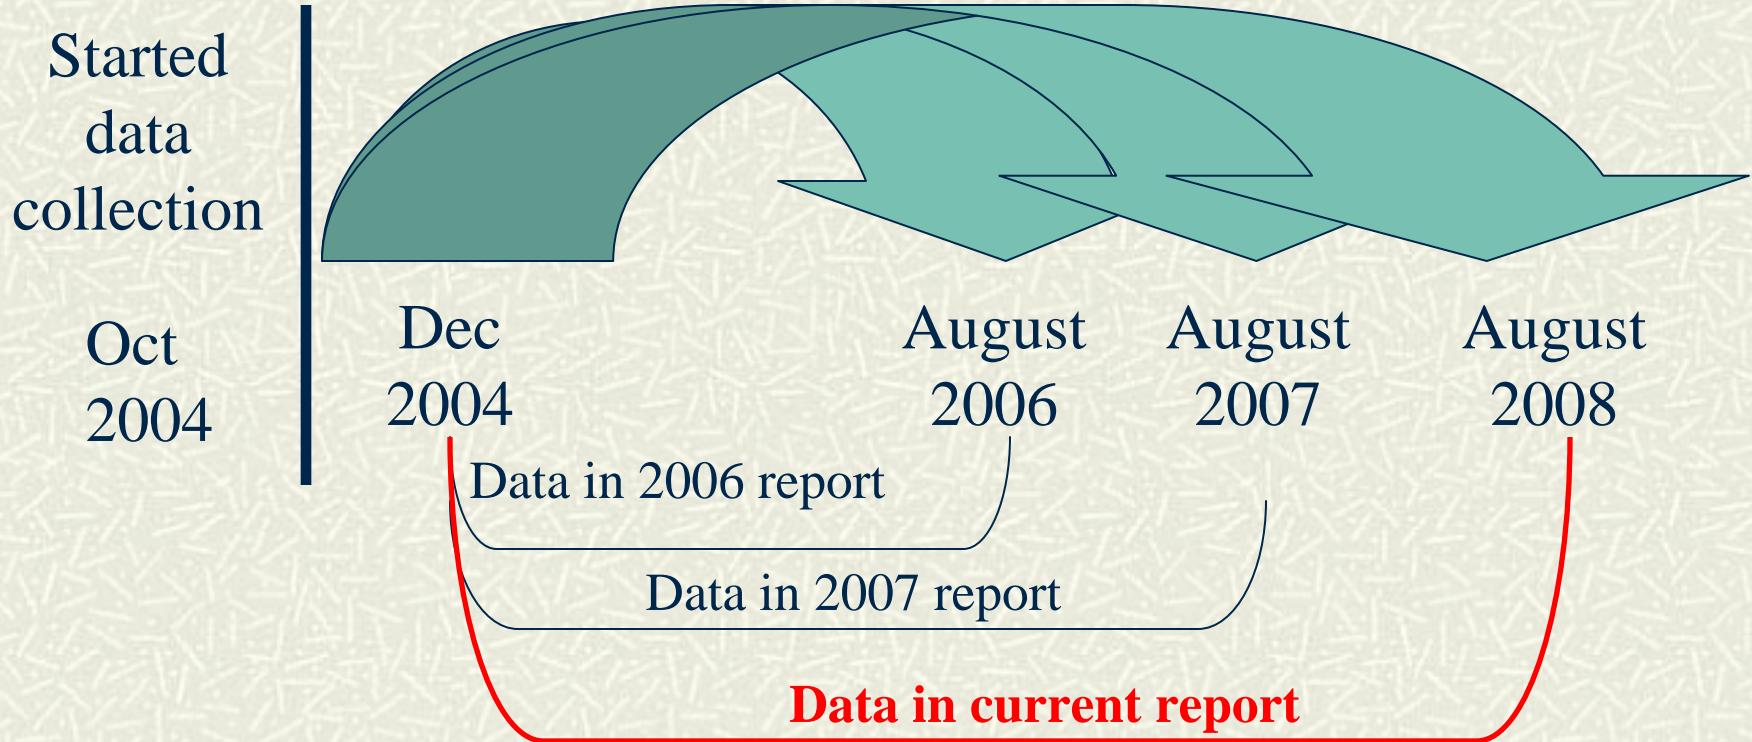 Started
data
collection
Oct
2004
Dec
2004
August
2006
August
2007
August
2008
Data in 2006 report
Data in 2007 report
Data in current report